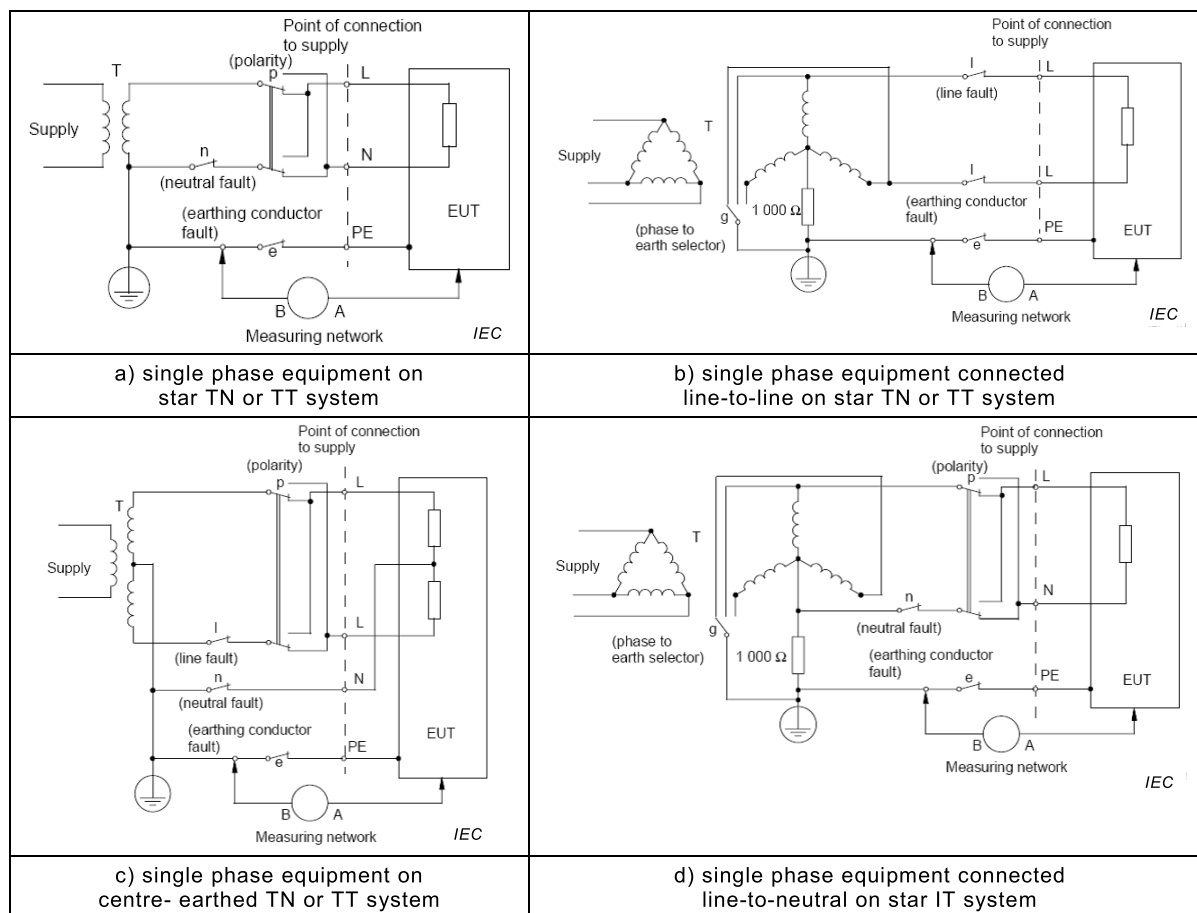 Point of connection
to supply
(polarity)
T
p
L
Supply
n
N
(neutral fault)
(earthing conductor
fault)
e
PE
EUT
B
A
Measuring network
IEC
a) single phase equipment on
star TN or TT system
Point of connection
to supply
l
L
(line fault)
T
Supply
l
L
g
1 000 Ω
(earthing conductor
fault)
(phase to
earth selector)
e
PE
EUT
B
A
Measuring network
IEC
b) single phase equipment connected
line-to-line on star TN or TT system
Point of connection
to supply
(polarity)
p
L
T
Supply
l
L
(line fault)
n
N
(neutral fault)
(earthing conductor
fault)
e
PE
EUT
B
A
Measuring network
IEC
c) single phase equipment on
centre- earthed TN or TT system
Point of connection
to supply
(polarity)
p
L
T
Supply
n
N
g
(neutral fault)
(phase to
earth selector)
1 000 Ω
(earthing conductor
fault)
e
PE
EUT
B
A
Measuring network
IEC
d) single phase equipment connected
line-to-neutral on star IT system